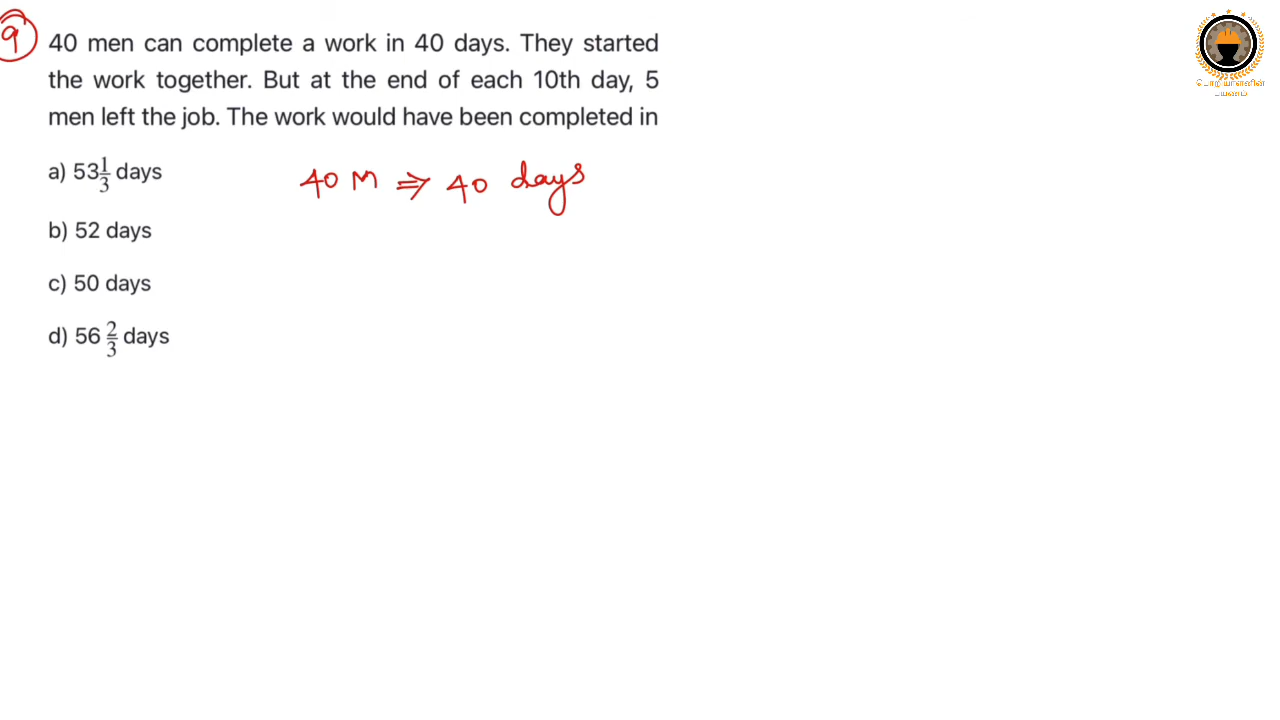 9
40 men can complete a work in 40 days. They started
the work together. But at the end of each 10th day, 5
men left the job. The work would have been completed in
a) 53 1/3 days
40 M ⇒ 40 days
b) 52 days
c) 50 days
d) 56 2/3 days
பொறியாளனின்
பயணம்